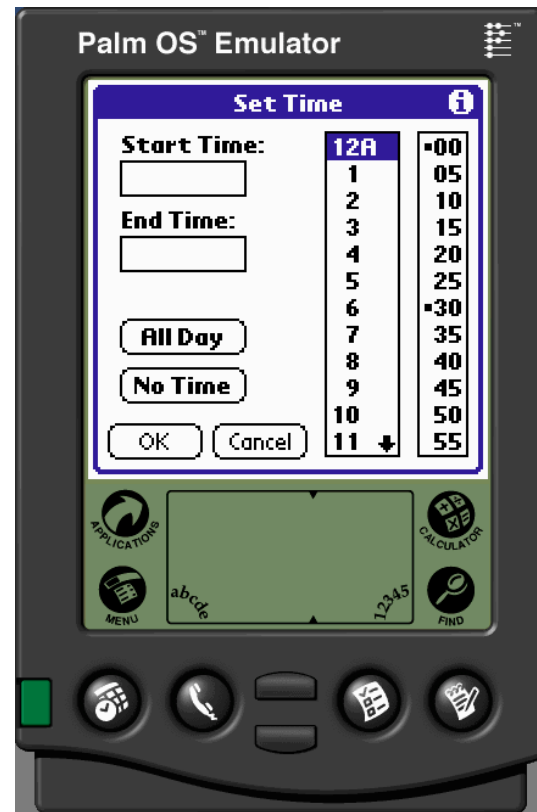 Palm OS™ Emulator
™
Set Time
Start Time:
End Time:
All Day
No Time
OK
Cancel
12A
1
2
3
4
5
6
7
8
9
10
11
00
05
10
15
20
25
30
35
40
45
50
55
APPLICATIONS
CALCULATOR
MENU
abcde
12345
FIND